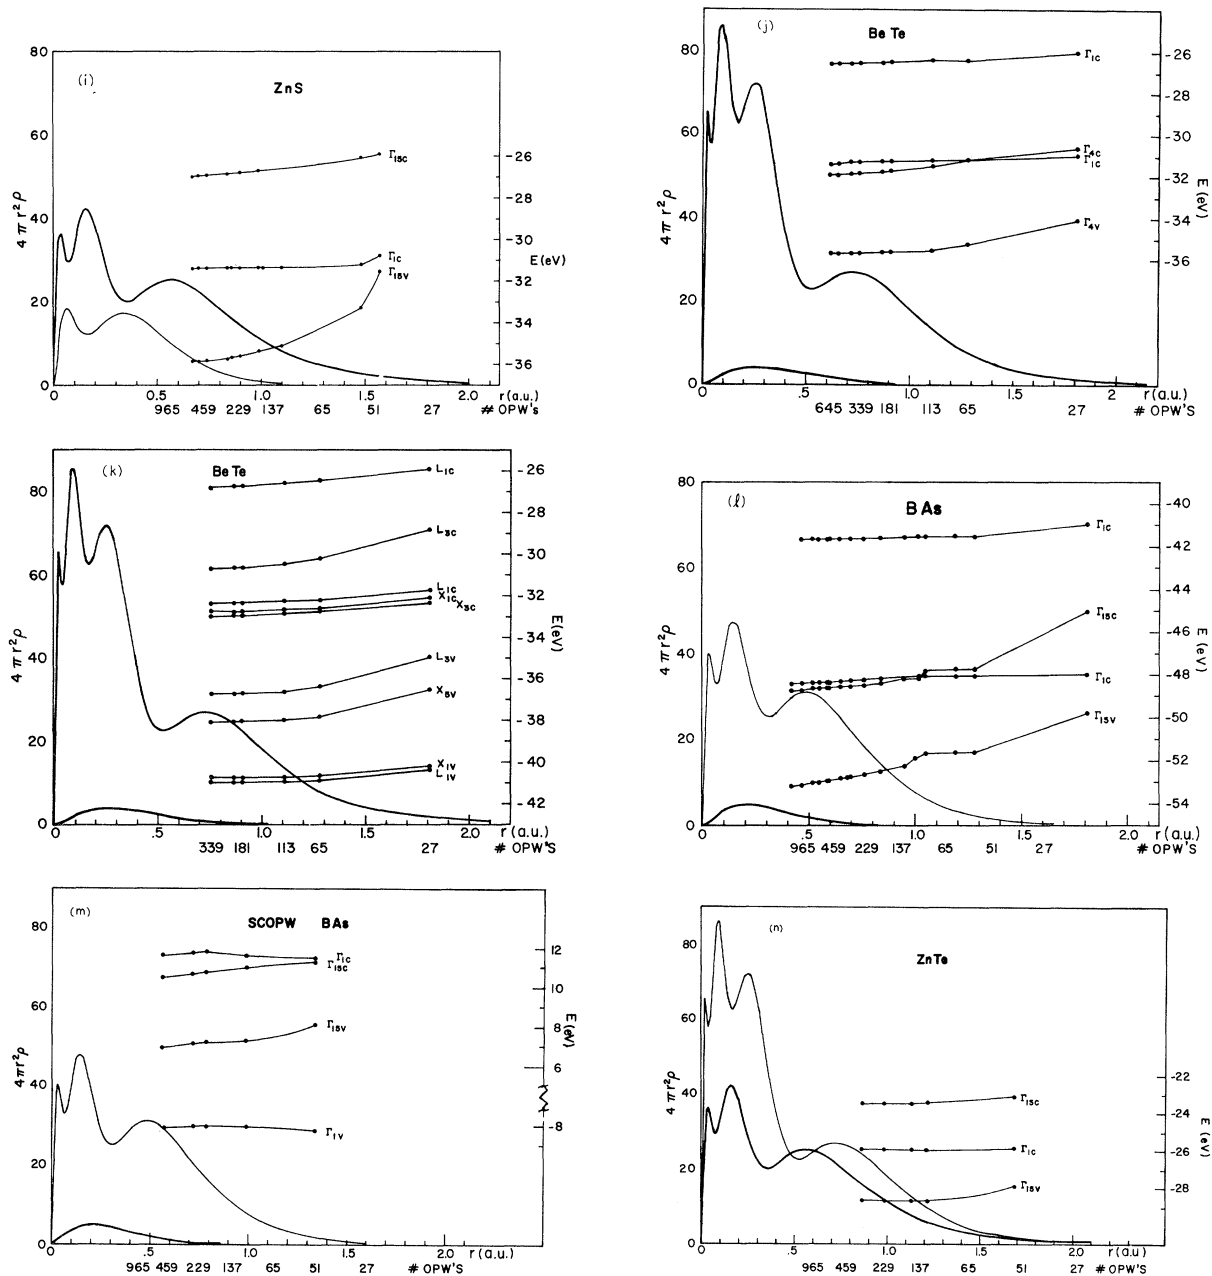 (i)
ZnS
80
60
40
20
0
4πr²ρ
Γ15C
Γ1C
Γ15V
-26
-28
-30
E(eV)
-32
-34
-36
0 0.5 1.0 1.5 2.0 r(a.u.)
965 459 229 137 65 51 27 # OPW'S
(j)
BeTe
80
60
40
20
0
4πr²ρ
Γ1C
Γ4C
Γ1C
Γ4V
-26
-28
-30
-32
-34
-36
E (eV)
0 .5 1.0 1.5 2 r(a.u.)
645 339 181 113 65 27 # OPW'S
(k)
BeTe
80
60
40
20
0
4πr²ρ
L1C
L3C
L1C
X1C
X3C
L3V
X5V
X1V
L1V
-26
-28
-30
-32
-34
-36
-38
-40
-42
E(eV)
0 .5 1.0 1.5 2.0 r(a.u.)
339 181 113 65 27 # OPW'S
(ℓ)
BAs
80
60
40
20
0
4πr²ρ
Γ1C
Γ15C
Γ1C
Γ15V
-40
-42
-44
-46
-48
-50
-52
-54
E (eV)
0 .5 1.0 1.5 2.0 r(a.u.)
965 459 229 137 65 51 27 # OPW'S
(m)
SCOPW BAs
80
60
40
20
0
4πr²ρ
Γ1C
Γ15C
Γ15V
Γ1V
12
10
8
6
-8
E (eV)
0 .5 1.0 1.5 2.0 r(a.u.)
965 459 229 137 65 51 27 # OPW'S
(n)
ZnTe
80
60
40
20
0
4πr²ρ
Γ15C
Γ1C
Γ15V
-22
-24
-26
-28
E (eV)
0 .5 1.0 1.5 2.0 r(a.u.)
965 459 229 137 65 51 27 # OPW'S